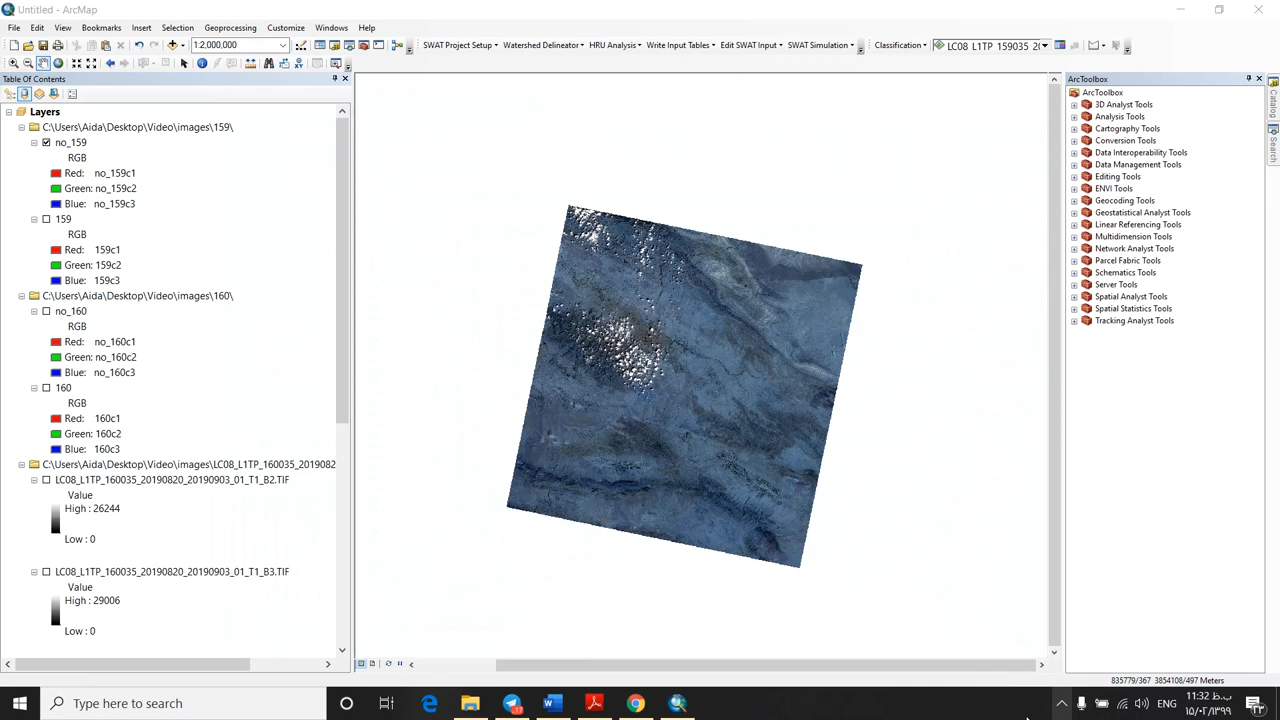 Untitled - ArcMap
File Edit View Bookmarks Insert Selection Geoprocessing Customize Windows Help
1:2,000,000 SWAT Project Setup Watershed Delineator HRU Analysis Write Input Tables Edit SWAT Input SWAT Simulation Classification LC08_L1TP_159035_20
Table Of Contents
Layers
C:\Users\Aida\Desktop\Video\images\159\
no_159
RGB
Red: no_159c1
Green: no_159c2
Blue: no_159c3
159
RGB
Red: 159c1
Green: 159c2
Blue: 159c3
C:\Users\Aida\Desktop\Video\images\160\
no_160
RGB
Red: no_160c1
Green: no_160c2
Blue: no_160c3
160
RGB
Red: 160c1
Green: 160c2
Blue: 160c3
C:\Users\Aida\Desktop\Video\images\LC08_L1TP_160035_2019082
LC08_L1TP_160035_20190820_20190903_01_T1_B2.TIF
Value
High : 26244
Low : 0
LC08_L1TP_160035_20190820_20190903_01_T1_B3.TIF
Value
High : 29006
Low : 0
ArcToolbox
ArcToolbox
3D Analyst Tools
Analysis Tools
Cartography Tools
Conversion Tools
Data Interoperability Tools
Data Management Tools
Editing Tools
ENVI Tools
Geocoding Tools
Geostatistical Analyst Tools
Linear Referencing Tools
Multidimension Tools
Network Analyst Tools
Parcel Fabric Tools
Schematics Tools
Server Tools
Spatial Analyst Tools
Spatial Statistics Tools
Tracking Analyst Tools
Catalog
Search
835779/367 3854108/497 Meters
Type here to search
ENG
11:32 ب.ظ
۱۵/۰۲/۱۳۹۹